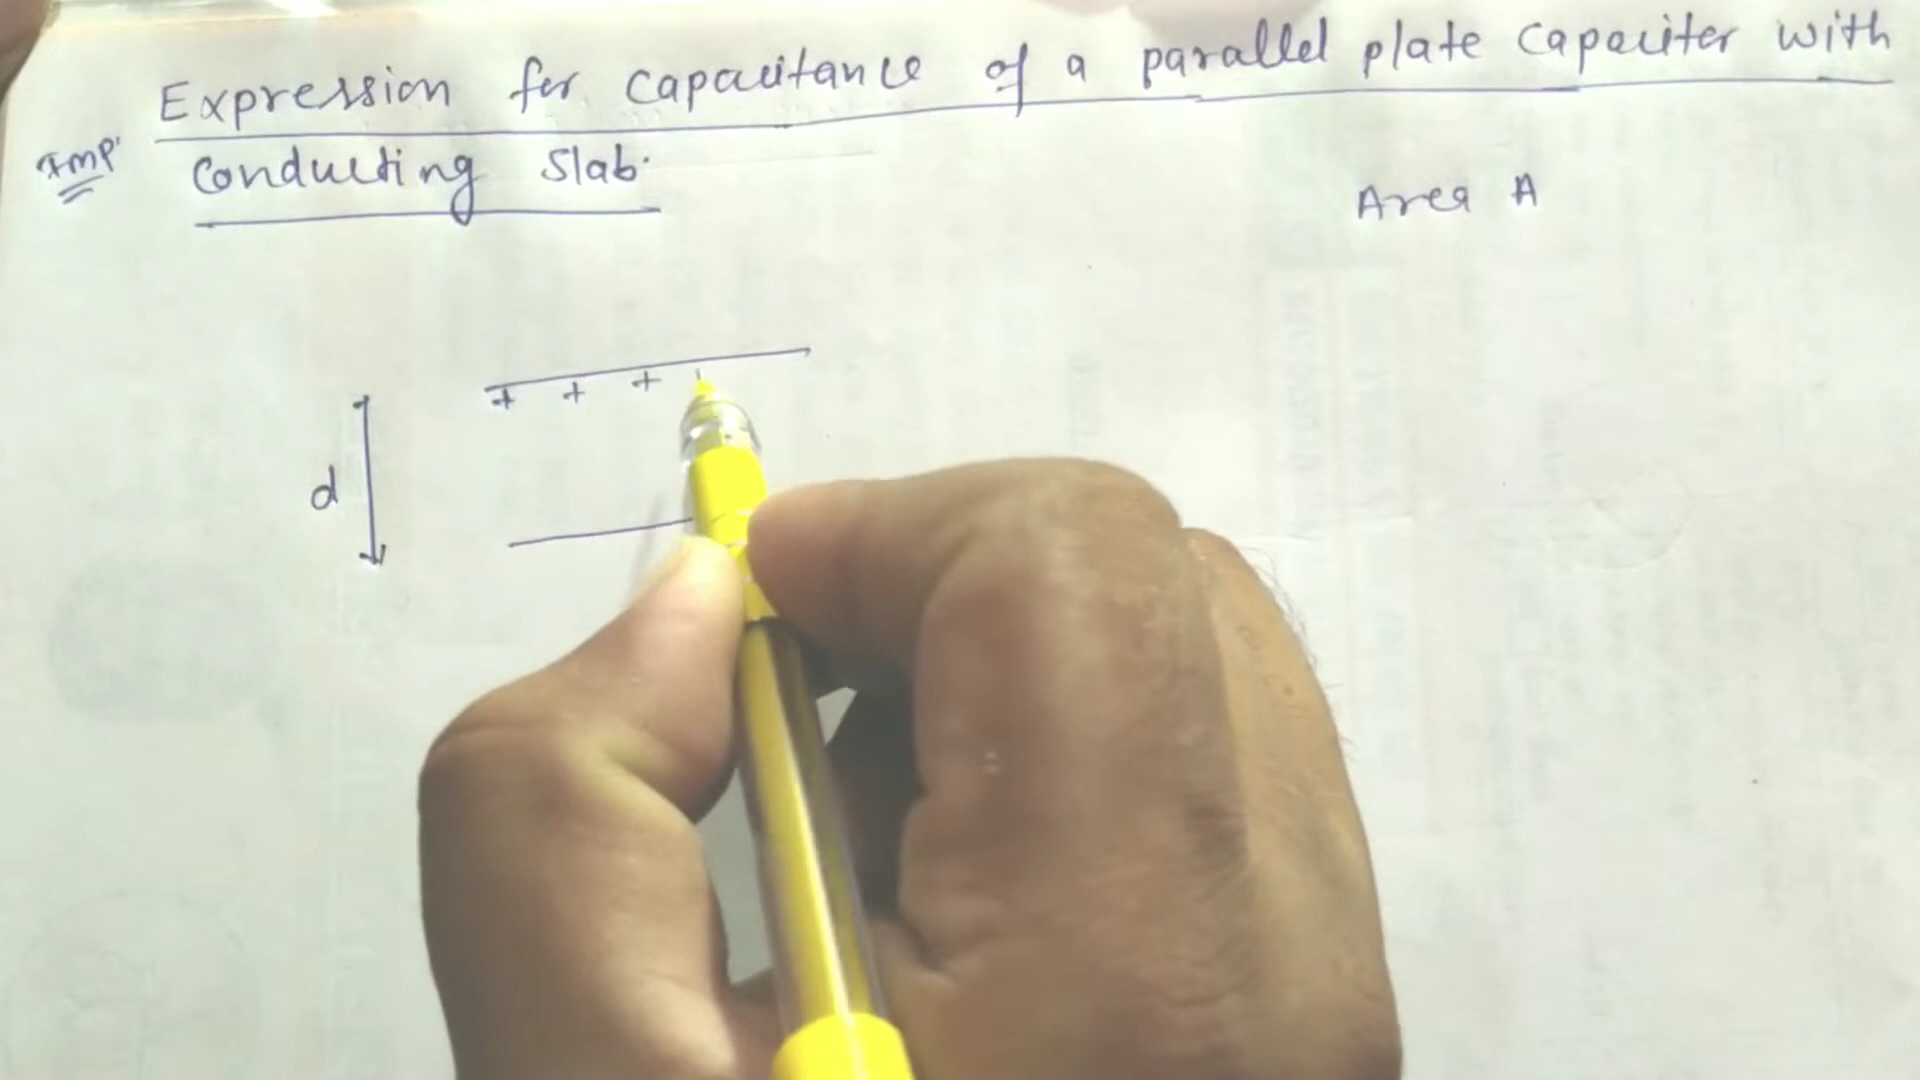 Expression for capacitance of a parallel plate capacitor with
IMP
Conducting Slab.
Area A
+ + +
d